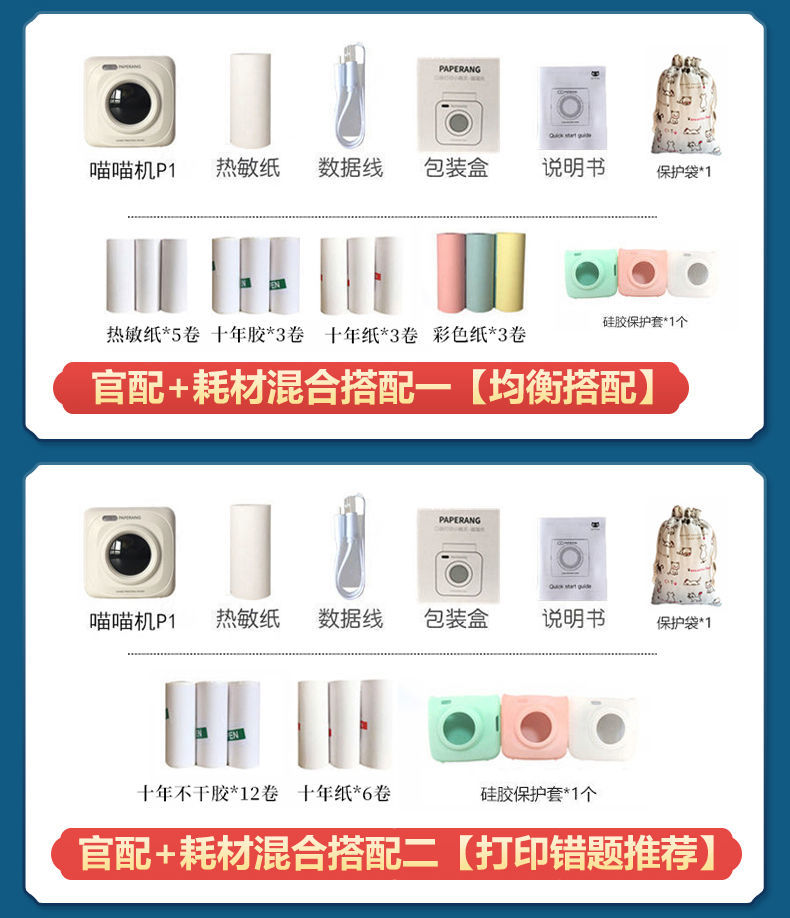 PAPERANG
PAPERANG
Quick start guide
喵喵机P1
热敏纸
数据线
包装盒
说明书
保护袋*1
EN
热敏纸*5卷
十年胶*3卷
十年纸*3卷
彩色纸*3卷
硅胶保护套*1个
官配+耗材混合搭配一【均衡搭配】
PAPERANG
PAPERANG
Quick start guide
喵喵机P1
热敏纸
数据线
包装盒
说明书
保护袋*1
EN
PEN
十年不干胶*12卷
十年纸*6卷
硅胶保护套*1个
官配+耗材混合搭配二【打印错题推荐】